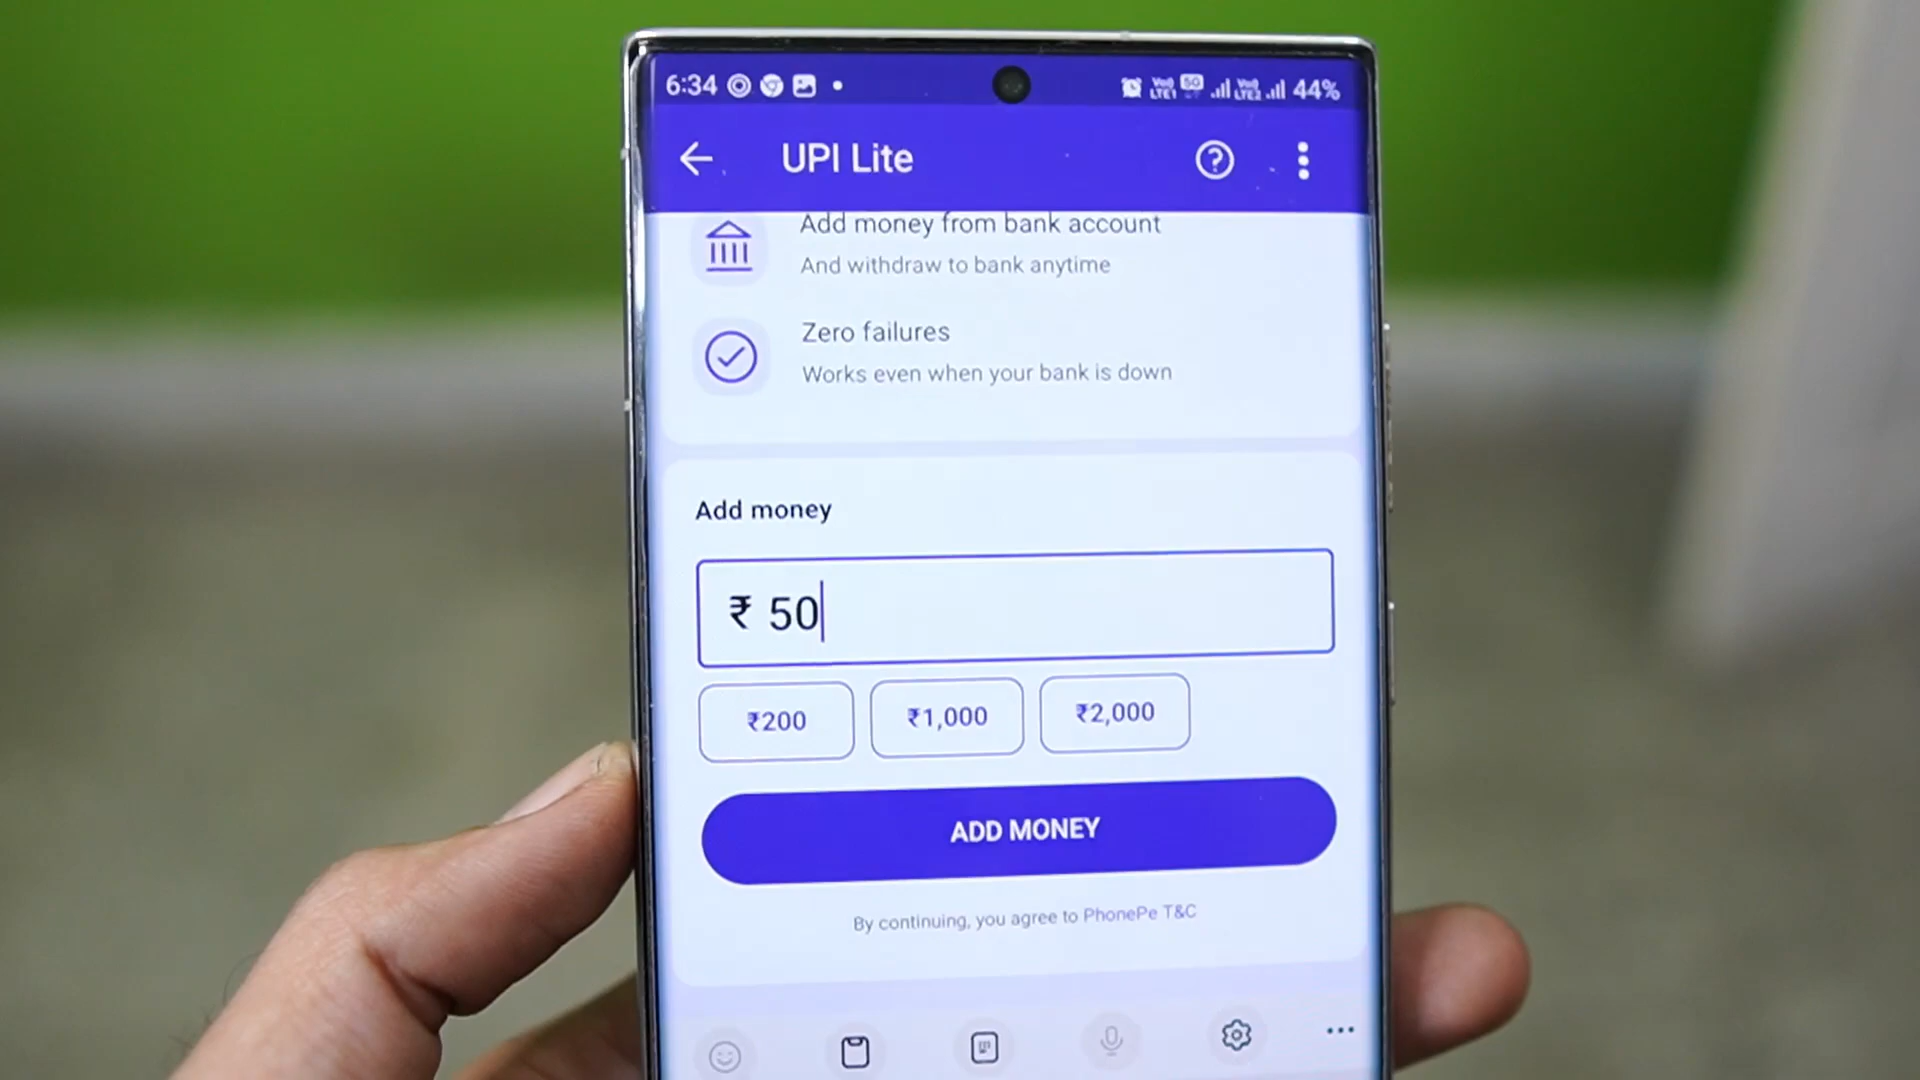 6:34 44%
UPI Lite
Add money from bank account
And withdraw to bank anytime
Zero failures
Works even when your bank is down
Add money
₹ 50
₹200 ₹1,000 ₹2,000
ADD MONEY
By continuing, you agree to PhonePe T&C